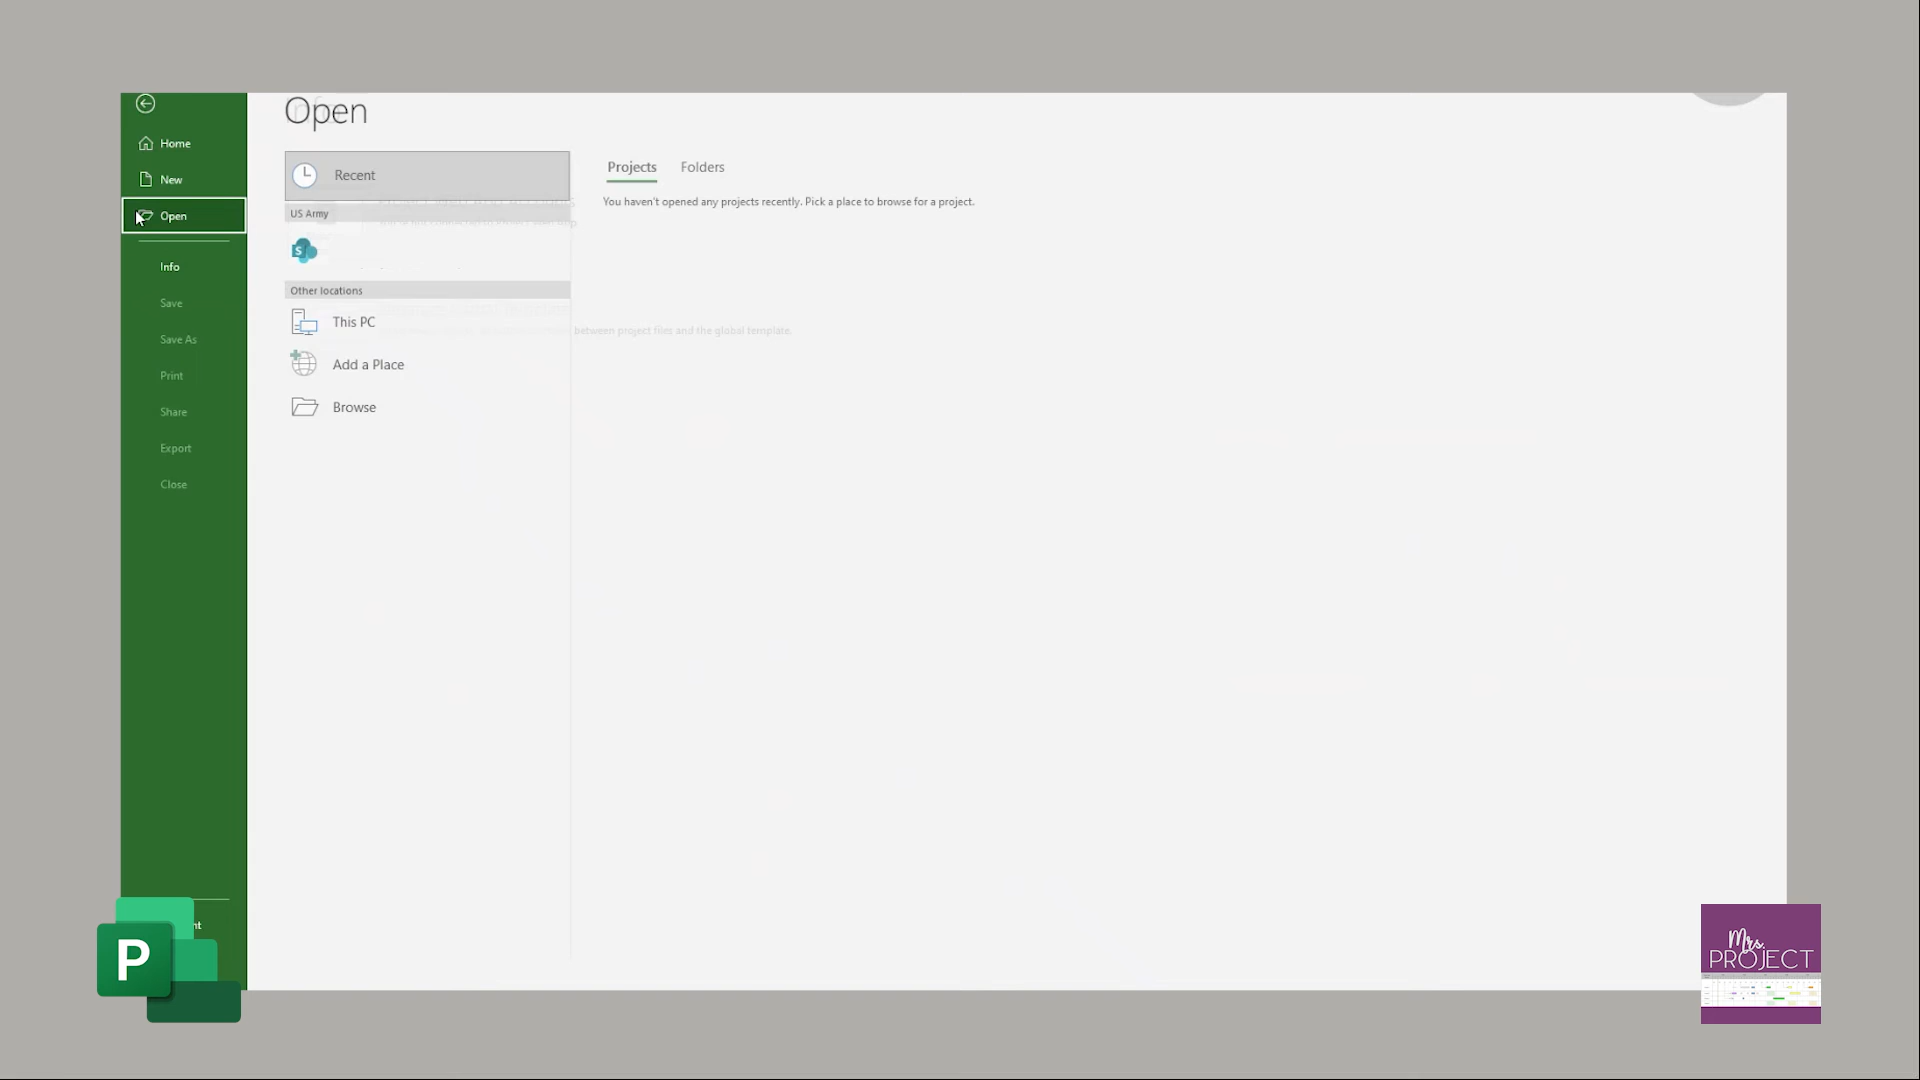 Open
Home
New
Open
Info
Save
Save As
Print
Share
Export
Close
Recent
US Army
Other locations
This PC
Add a Place
Browse
Projects Folders
You haven't opened any projects recently. Pick a place to browse for a project.
between project files and the global template.
nt
P
Mrs.
PROJECT